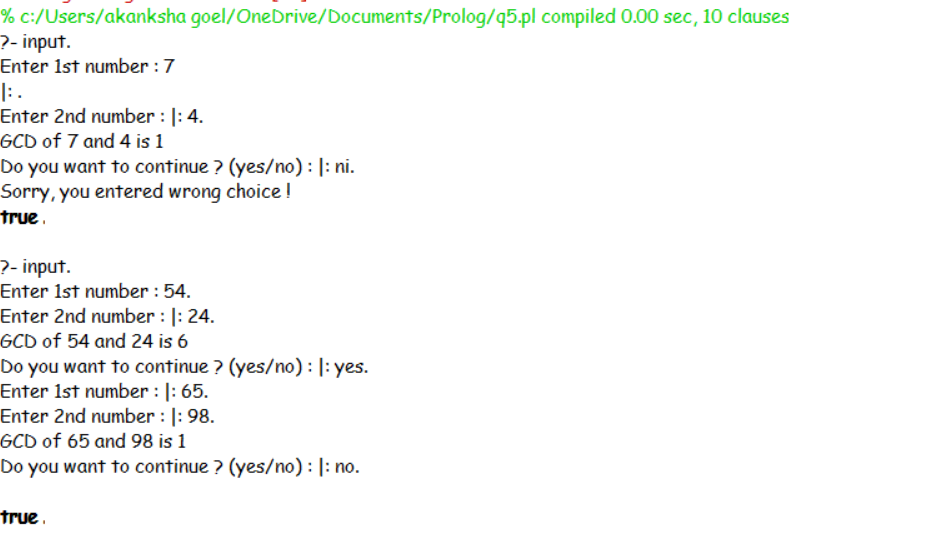 % c:/Users/akanksha goel/OneDrive/Documents/Prolog/q5.pl compiled 0.00 sec, 10 clauses
?- input.
Enter 1st number : 7
|: .
Enter 2nd number : |: 4.
GCD of 7 and 4 is 1
Do you want to continue ? (yes/no) : |: ni.
Sorry, you entered wrong choice !
true .
?- input.
Enter 1st number : 54.
Enter 2nd number : |: 24.
GCD of 54 and 24 is 6
Do you want to continue ? (yes/no) : |: yes.
Enter 1st number : |: 65.
Enter 2nd number : |: 98.
GCD of 65 and 98 is 1
Do you want to continue ? (yes/no) : |: no.
true .